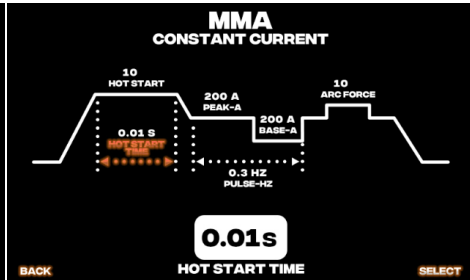 MMA
CONSTANT CURRENT
10
HOT START
200 A
PEAK-A
10
ARC FORCE
200 A
BASE-A
0.01 S
HOT START
TIME
0.3 HZ
PULSE-HZ
0.01s
HOT START TIME
BACK
SELECT